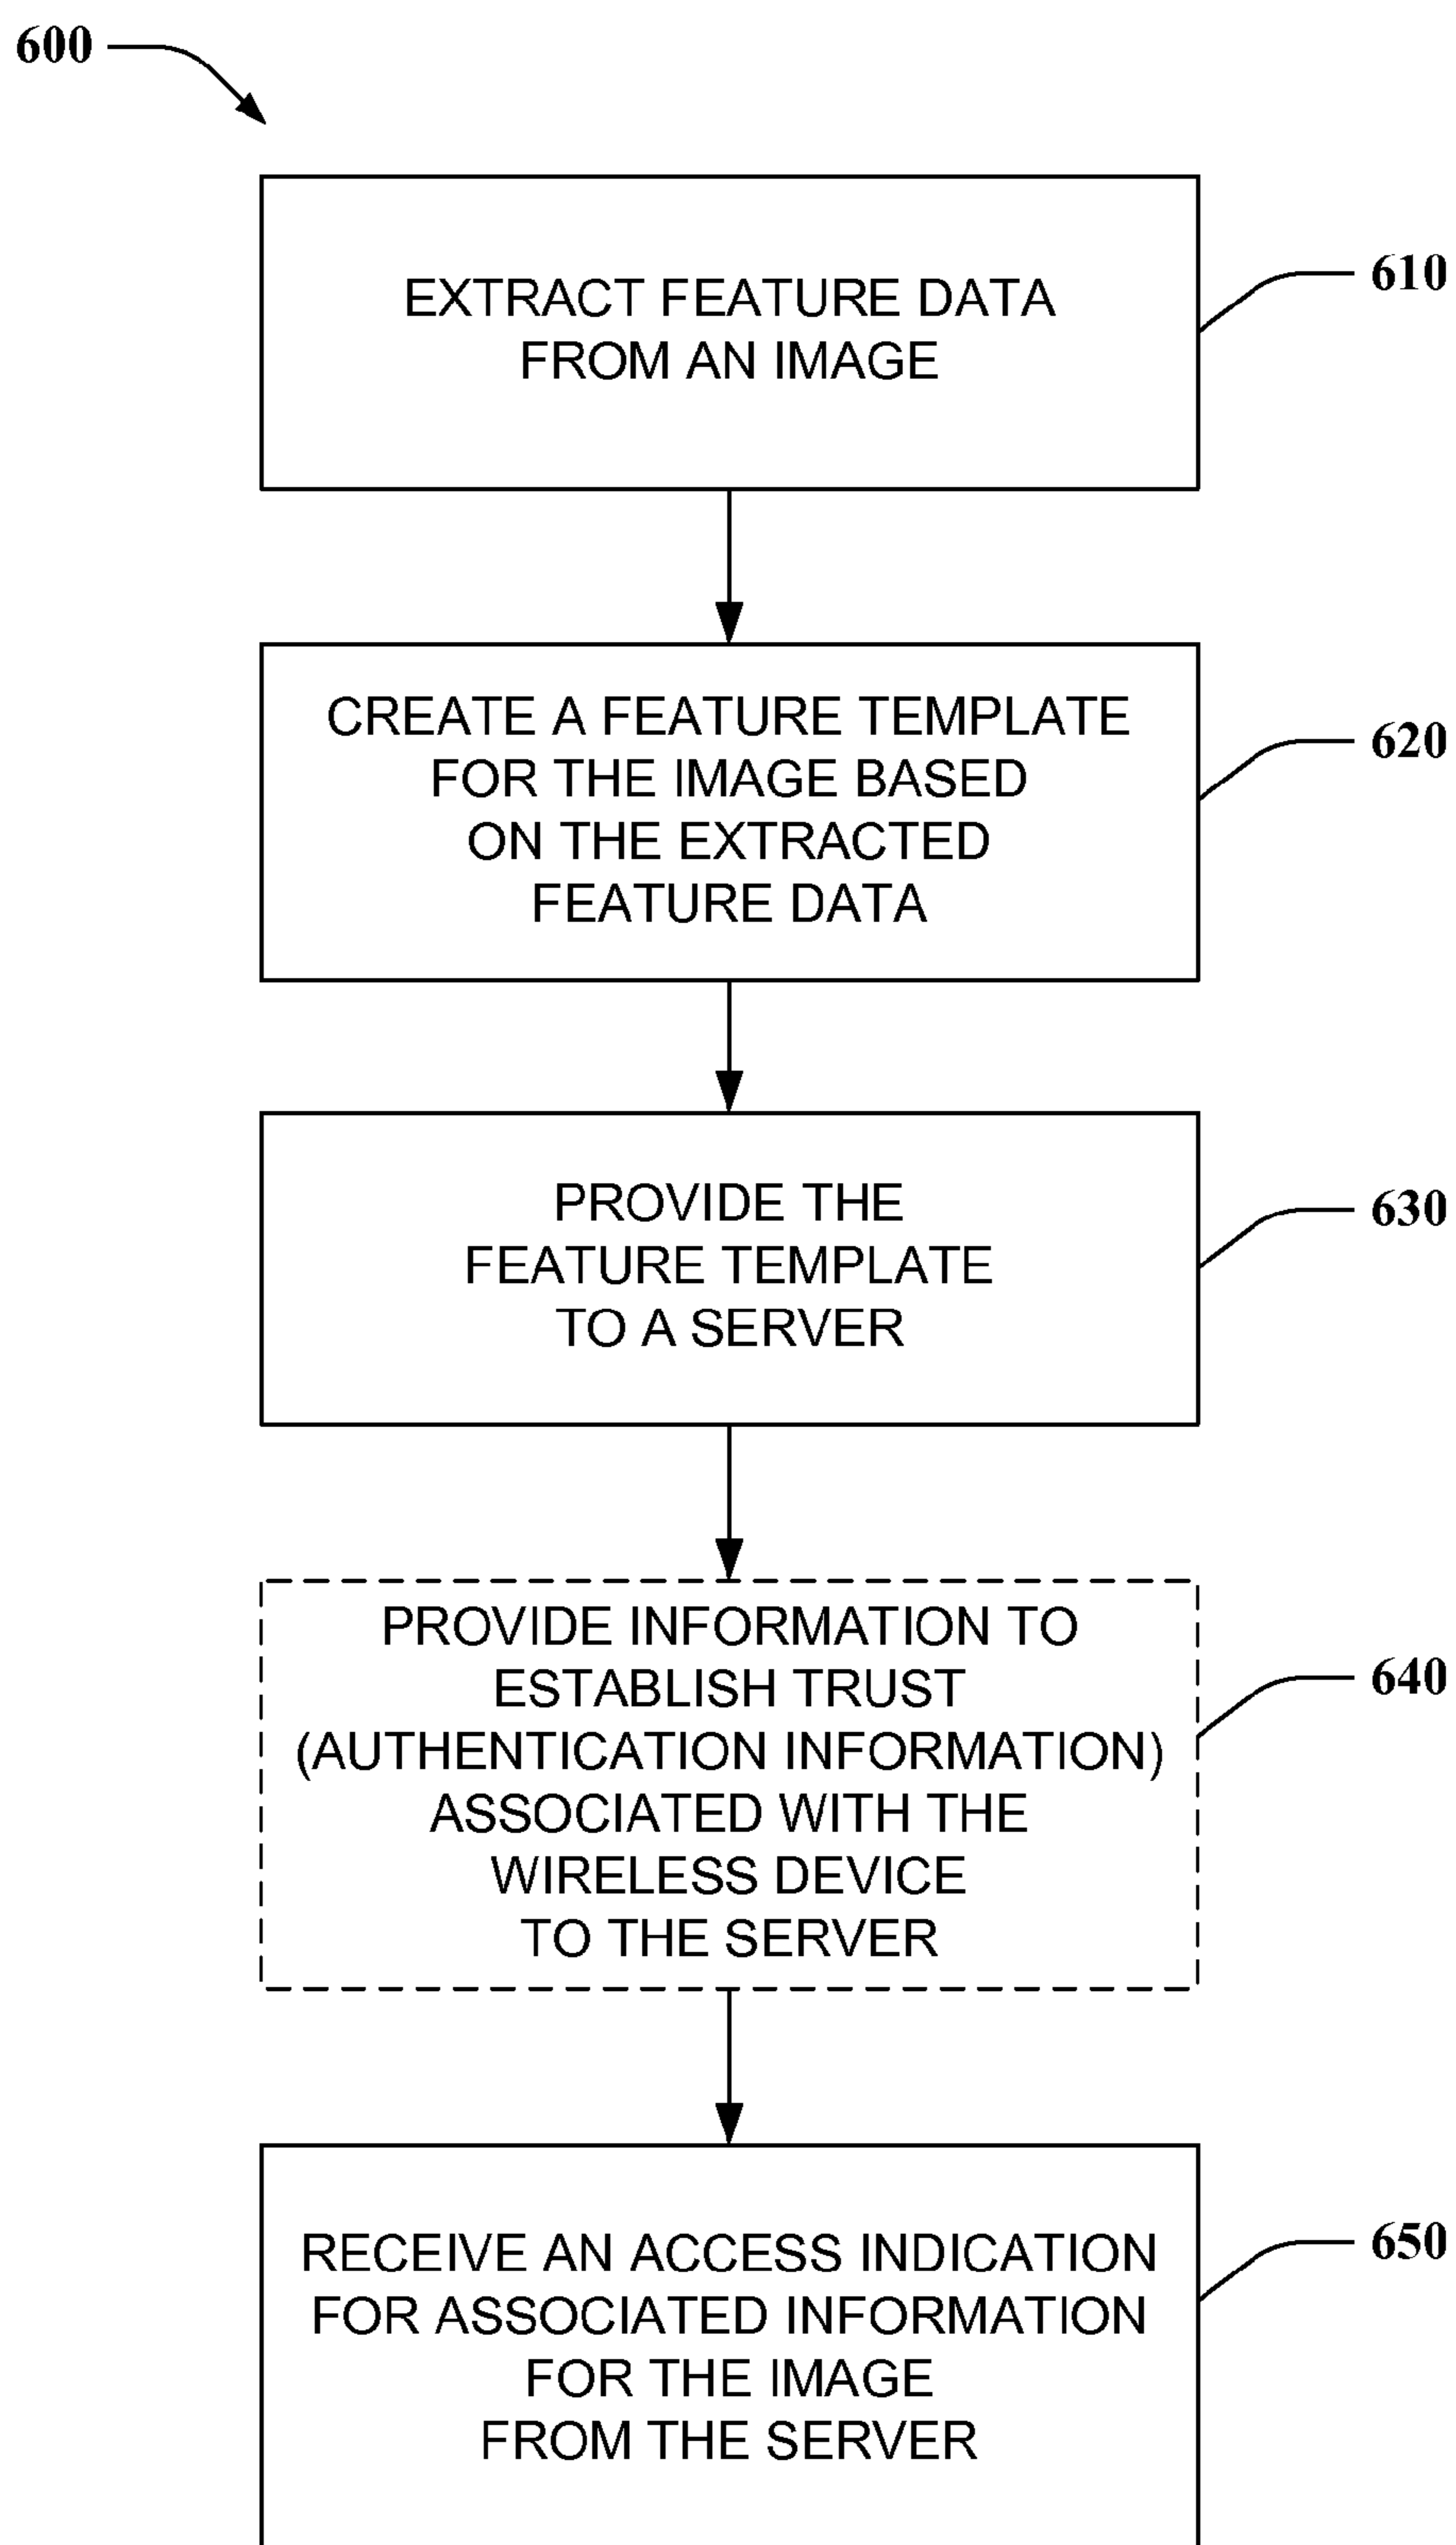 600
EXTRACT FEATURE DATA
FROM AN IMAGE
610
CREATE A FEATURE TEMPLATE
FOR THE IMAGE BASED
ON THE EXTRACTED
FEATURE DATA
620
PROVIDE THE
FEATURE TEMPLATE
TO A SERVER
630
PROVIDE INFORMATION TO
ESTABLISH TRUST
(AUTHENTICATION INFORMATION)
ASSOCIATED WITH THE
WIRELESS DEVICE
TO THE SERVER
640
RECEIVE AN ACCESS INDICATION
FOR ASSOCIATED INFORMATION
FOR THE IMAGE
FROM THE SERVER
650